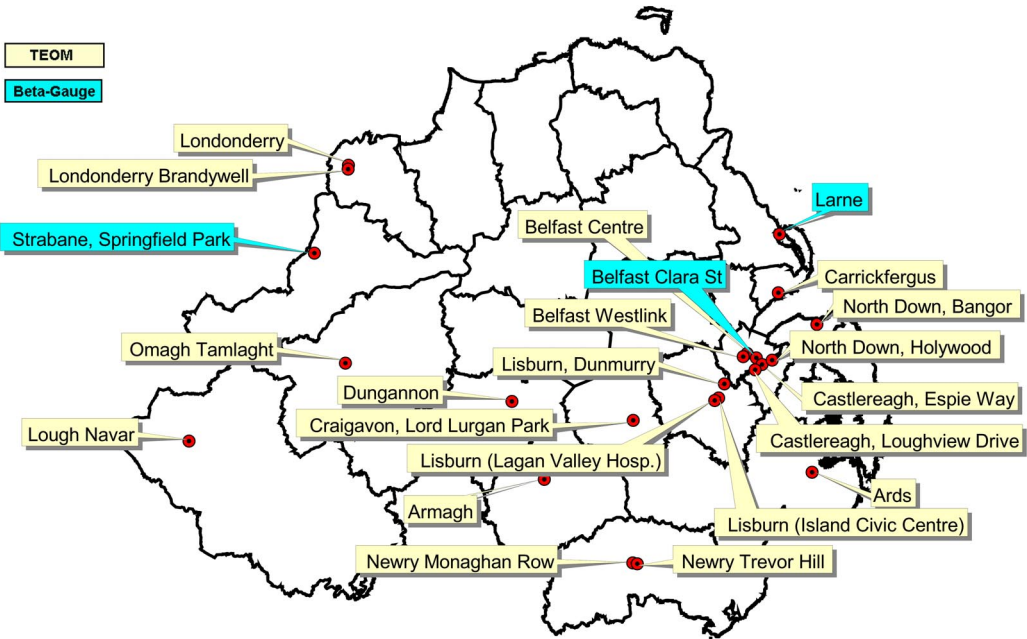 TEOM
Beta-Gauge
Londonderry
Londonderry Brandywell
Larne
Belfast Centre
Strabane, Springfield Park
Belfast Clara St
Carrickfergus
North Down, Bangor
Belfast Westlink
Omagh Tamlaght
North Down, Holywood
Lisburn, Dunmurry
Dungannon
Castlereagh, Espie Way
Craigavon, Lord Lurgan Park
Lough Navar
Castlereagh, Loughview Drive
Lisburn (Lagan Valley Hosp.)
Ards
Armagh
Lisburn (Island Civic Centre)
Newry Monaghan Row
Newry Trevor Hill